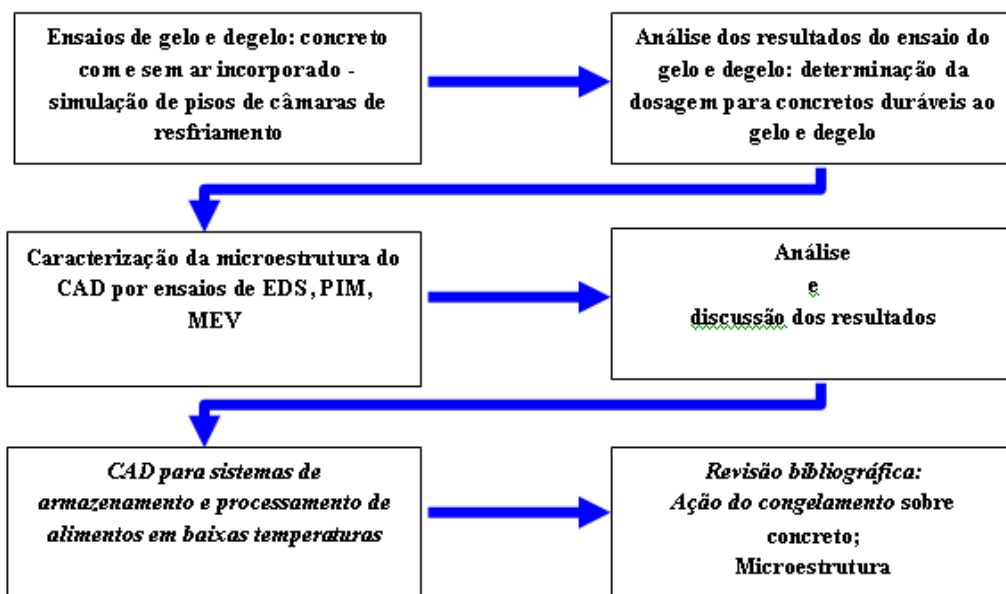 Ensaios de gelo e degelo: concreto
com e sem ar incorporado -
simulação de pisos de câmaras de
resfriamento
Análise dos resultados do ensaio do
gelo e degelo: determinação da
dosagem para concretos duráveis ao
gelo e degelo
Caracterização da microestrutura do
CAD por ensaios de EDS, PIM,
MEV
Análise
e
discussão dos resultados
CAD para sistemas de
armazenamento e processamento de
alimentos em baixas temperaturas
Revisão bibliográfica:
Ação do congelamento sobre
concreto;
Microestrutura